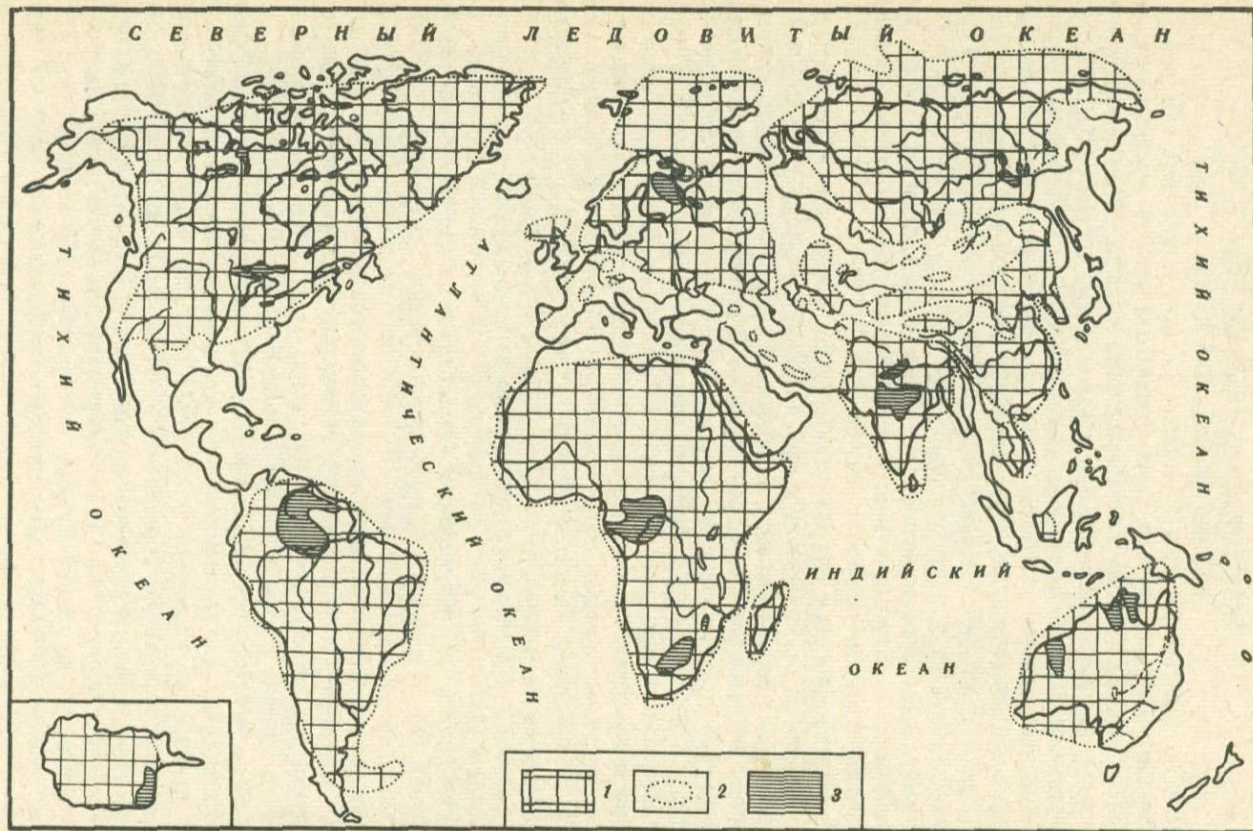 СЕВЕРНЫЙ ЛЕДОВИТЫЙ ОКЕАН
ТИХИЙ
ОКЕАН
АТЛАНТИЧЕСКИЙ
ОКЕАН
ТИХИЙ ОКЕАН
ИНДИЙСКИЙ
ОКЕАН
1 2 3